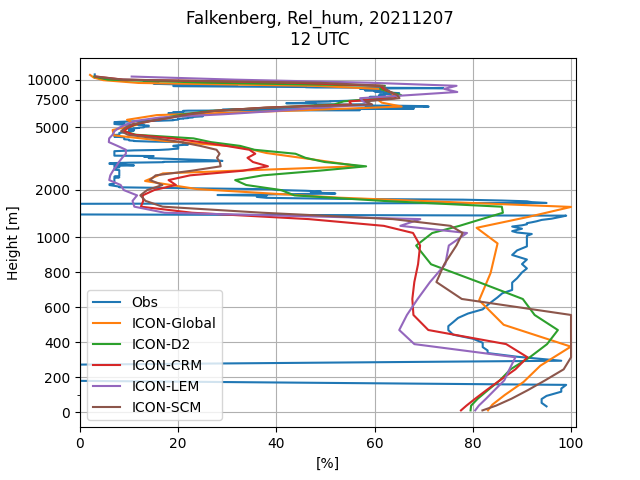 Falkenberg, Rel_hum, 20211207
12 UTC
Height [m]
10000
7500
5000
2000
1000
800
600
400
200
0
Obs
ICON-Global
ICON-D2
ICON-CRM
ICON-LEM
ICON-SCM
0 20 40 60 80 100
[%]